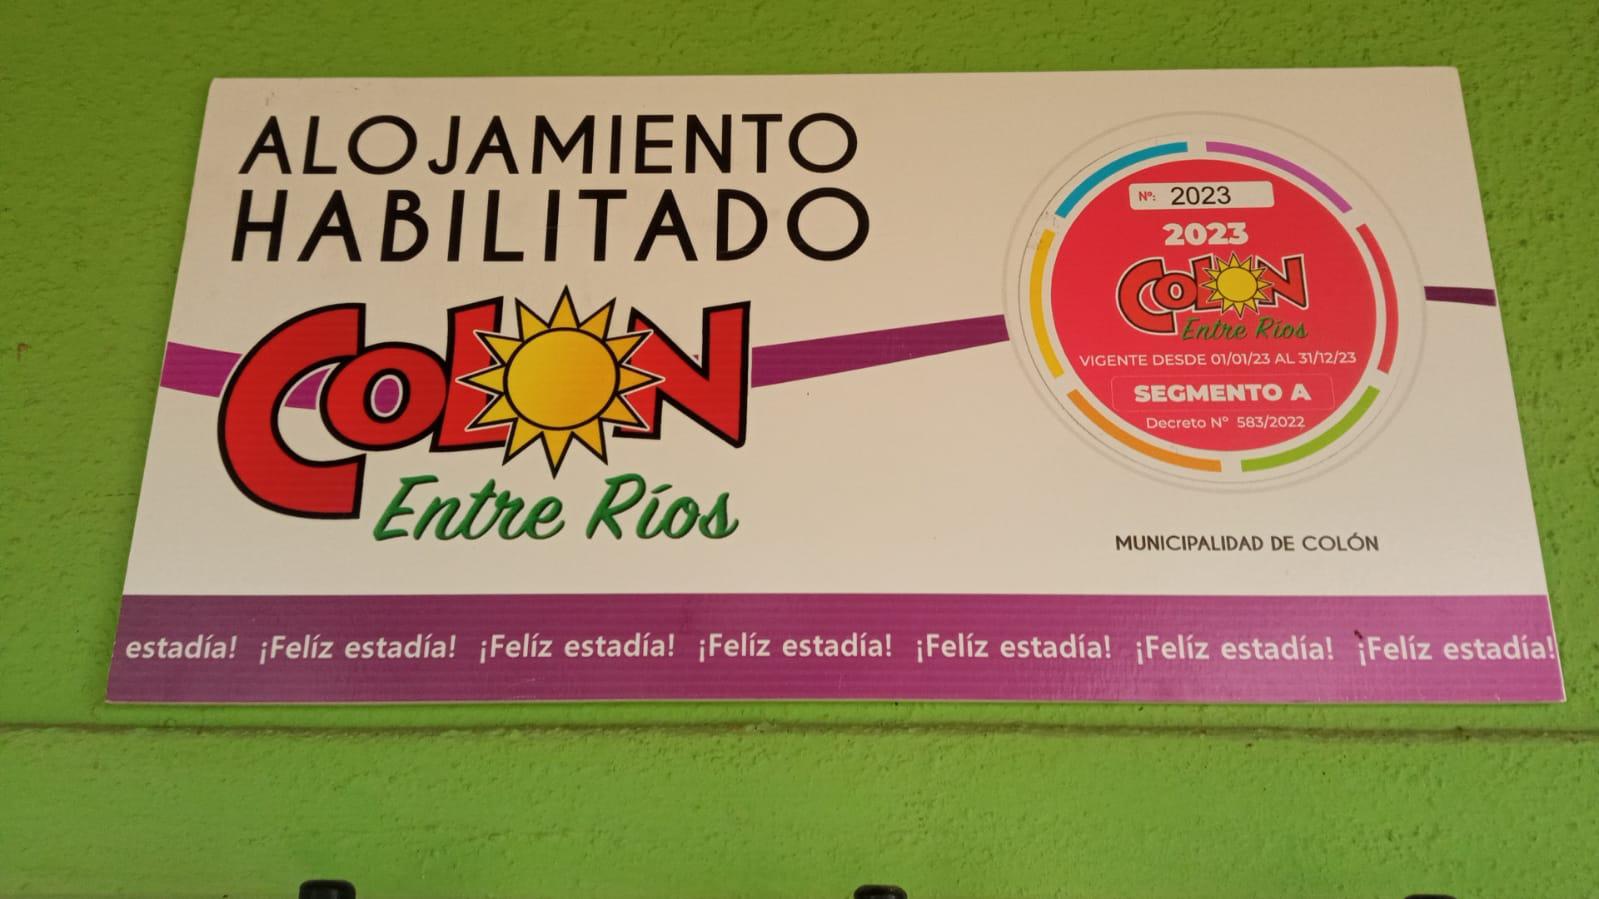 ALOJAMIENTO
HABILITADO
COLON
Entre Ríos
Nº: 2023
2023
COLON
Entre Ríos
VIGENTE DESDE 01/01/23 AL 31/12/23
SEGMENTO A
Decreto Nº 583/2022
MUNICIPALIDAD DE COLÓN
estadía! ¡Felíz estadía! ¡Felíz estadía! ¡Felíz estadía! ¡Felíz estadía! ¡Felíz estadía! ¡Felíz estadía!